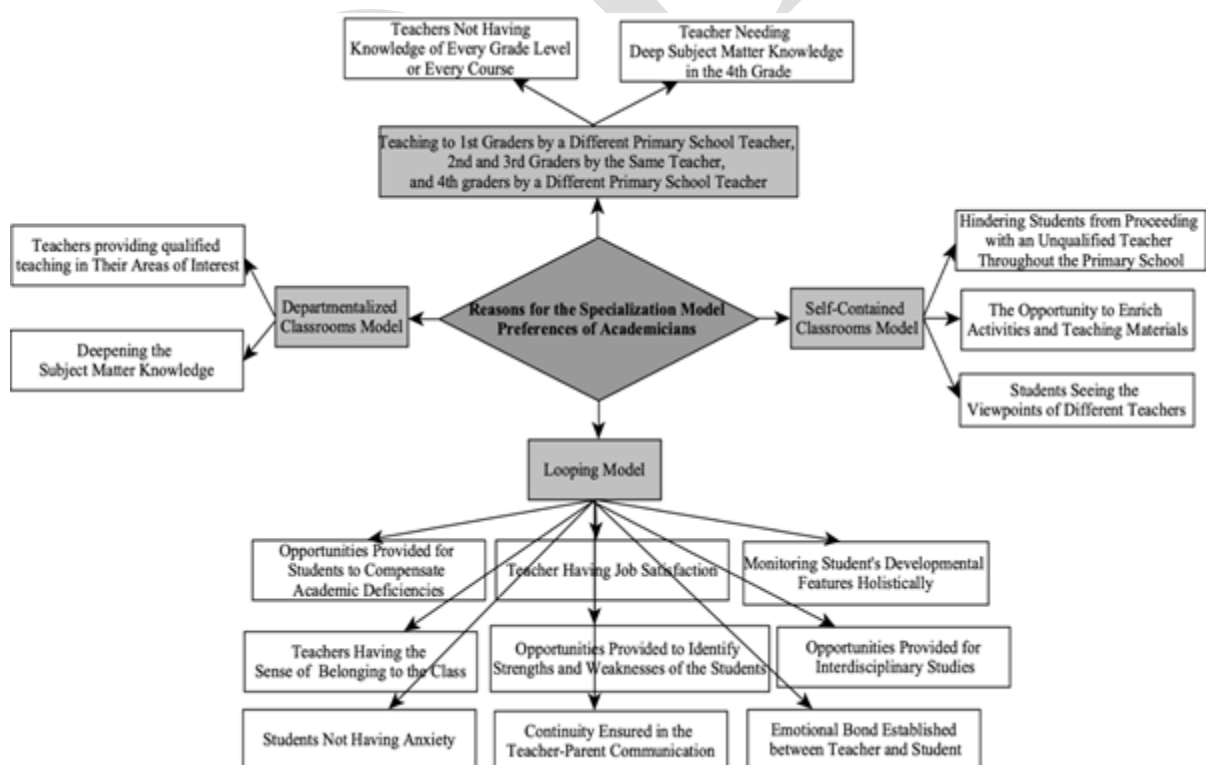 Teachers Not Having
Knowledge of Every Grade Level
or Every Course
Teacher Needing
Deep Subject Matter Knowledge
in the 4th Grade
Teaching to 1st Graders by a Different Primary School Teacher,
2nd and 3rd Graders by the Same Teacher,
and 4th graders by a Different Primary School Teacher
Teachers providing qualified
teaching in Their Areas of Interest
Deepening the
Subject Matter Knowledge
Departmentalized
Classrooms Model
Reasons for the Specialization Model
Preferences of Academicians
Self-Contained
Classrooms Model
Hindering Students from Proceeding
with an Unqualified Teacher
Throughout the Primary School
The Opportunity to Enrich
Activities and Teaching Materials
Students Seeing the
Viewpoints of Different Teachers
Looping Model
Opportunities Provided for
Students to Compensate
Academic Deficiencies
Teacher Having Job Satisfaction
Monitoring Student's Developmental
Features Holistically
Teachers Having the
Sense of Belonging to the Class
Opportunities Provided to Identify
Strengths and Weaknesses of the Students
Opportunities Provided for
Interdisciplinary Studies
Students Not Having Anxiety
Continuity Ensured in the
Teacher-Parent Communication
Emotional Bond Established
between Teacher and Student